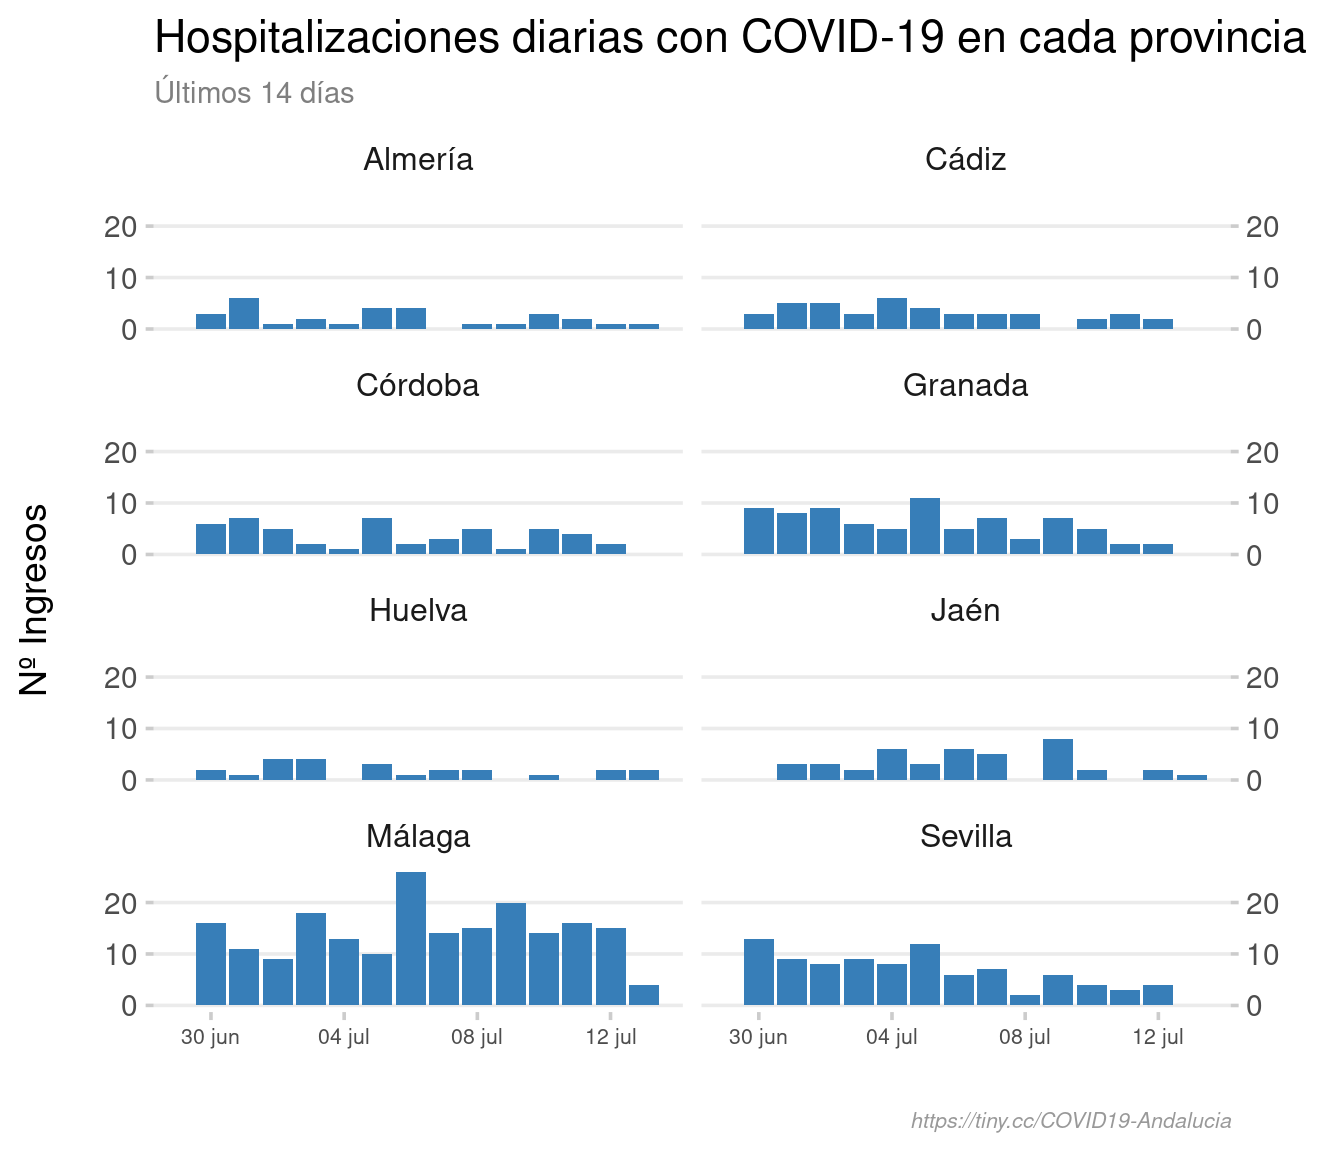 Hospitalizaciones diarias con COVID-19 en cada provincia
Últimos 14 días
Almería
Cádiz
20
20
10
10
0
0
Córdoba
Granada
20
20
10
10
0
0
Nº Ingresos
Huelva
Jaén
20
20
10
10
0
0
Málaga
Sevilla
20
20
10
10
0
0
30 jun 04 jul 08 jul 12 jul
30 jun 04 jul 08 jul 12 jul
https://tiny.cc/COVID19-Andalucia